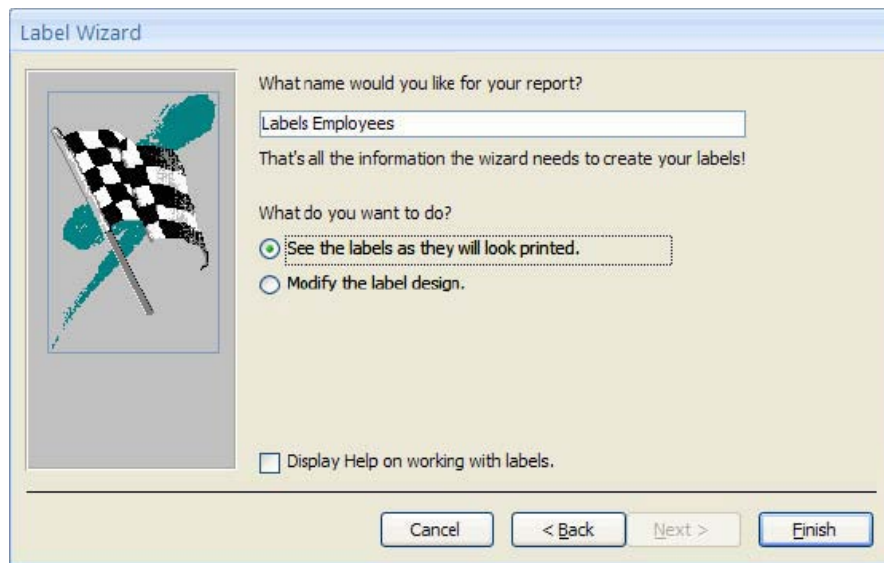 Label Wizard
What name would you like for your report?
Labels Employees
That's all the information the wizard needs to create your labels!
What do you want to do?
See the labels as they will look printed.
Modify the label design.
Display Help on working with labels.
Cancel
< Back
Next >
Finish